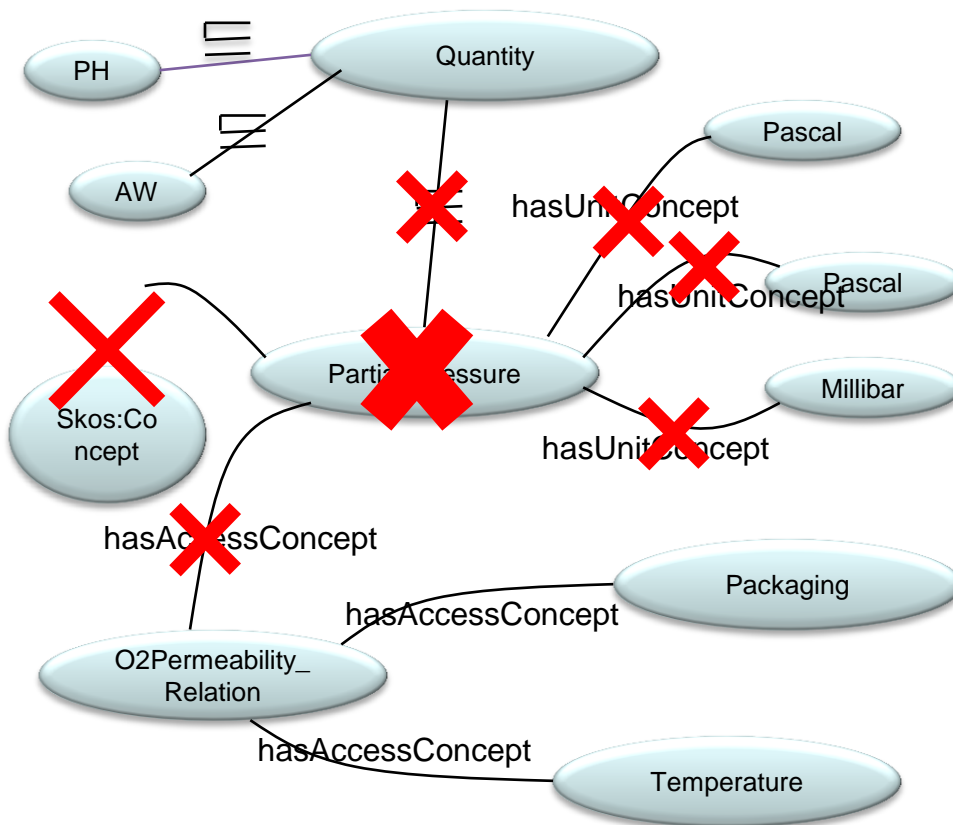 Quantity
PH
Pascal
AW
hasUnitConcept
Pascal
hasUnitConcept
Millibar
Skos:Co
ncept
hasUnitConcept
hasAccessConcept
Packaging
hasAccessConcept
O2Permeability_
Relation
hasAccessConcept
Temperature